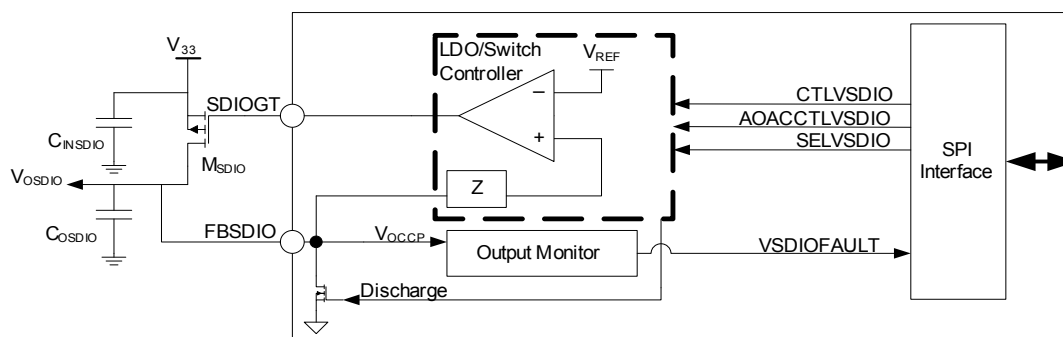 LDO/Switch
Controller
VREF
V33
SDIOGT
CINSDIO
MSDIO
VOSDIO
COSDIO
FBSDIO
−
+
Z
CTLVSDIO
AOACCTLVSDIO
SELVSDIO
SPI
Interface
VOCCP
Output Monitor
VSDIOFAULT
Discharge